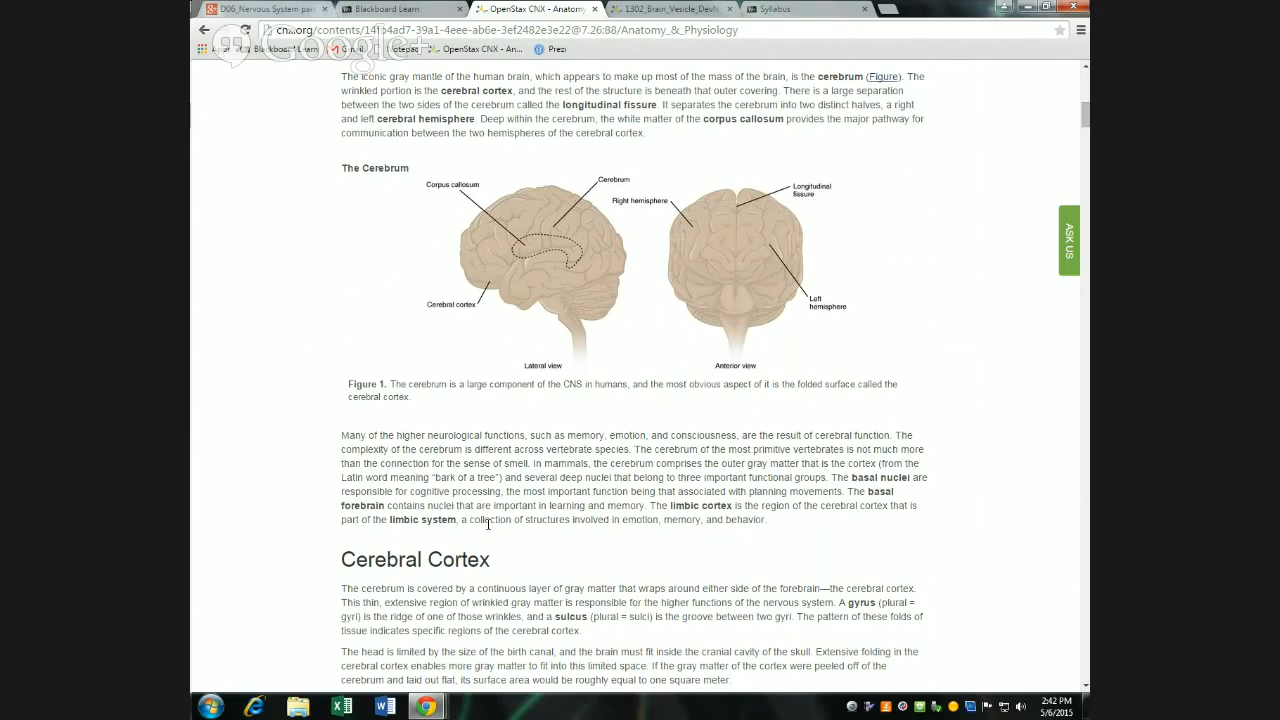 D06_Nervous System part
Blackboard Learn
OpenStax CNX - Anatomy
1302_Brain_Vesicle_Devlp
Syllabus
cnx.org/contents/14fb4ad7-39a1-4eee-ab6e-3ef2482e3e22@7.26:88/Anatomy_&_Physiology
Google+
Apps Blackboard Learn Gmail OpenStax CNX - An... Prezi
The iconic gray mantle of the human brain, which appears to make up most of the mass of the brain, is the cerebrum (Figure). The
wrinkled portion is the cerebral cortex, and the rest of the structure is beneath that outer covering. There is a large separation
between the two sides of the cerebrum called the longitudinal fissure. It separates the cerebrum into two distinct halves, a right
and left cerebral hemisphere. Deep within the cerebrum, the white matter of the corpus callosum provides the major pathway for
communication between the two hemispheres of the cerebral cortex.
The Cerebrum
Corpus callosum
Cerebrum
Cerebral cortex
Lateral view
Right hemisphere
Longitudinal
fissure
Left
hemisphere
Anterior view
Figure 1. The cerebrum is a large component of the CNS in humans, and the most obvious aspect of it is the folded surface called the
cerebral cortex.
Many of the higher neurological functions, such as memory, emotion, and consciousness, are the result of cerebral function. The
complexity of the cerebrum is different across vertebrate species. The cerebrum of the most primitive vertebrates is not much more
than the connection for the sense of smell. In mammals, the cerebrum comprises the outer gray matter that is the cortex (from the
Latin word meaning “bark of a tree”) and several deep nuclei that belong to three important functional groups. The basal nuclei are
responsible for cognitive processing, the most important function being that associated with planning movements. The basal
forebrain contains nuclei that are important in learning and memory. The limbic cortex is the region of the cerebral cortex that is
part of the limbic system, a collection of structures involved in emotion, memory, and behavior.
Cerebral Cortex
The cerebrum is covered by a continuous layer of gray matter that wraps around either side of the forebrain—the cerebral cortex.
This thin, extensive region of wrinkled gray matter is responsible for the higher functions of the nervous system. A gyrus (plural =
gyri) is the ridge of one of those wrinkles, and a sulcus (plural = sulci) is the groove between two gyri. The pattern of these folds of
tissue indicates specific regions of the cerebral cortex.
The head is limited by the size of the birth canal, and the brain must fit inside the cranial cavity of the skull. Extensive folding in the
cerebral cortex enables more gray matter to fit into this limited space. If the gray matter of the cortex were peeled off of the
cerebrum and laid out flat, its surface area would be roughly equal to one square meter.
ASK US
2:42 PM
5/6/2015